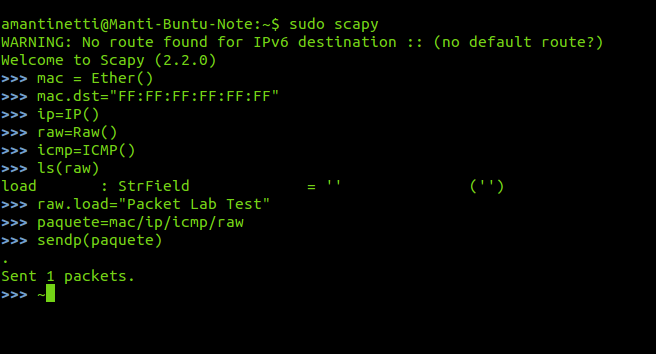 amantinetti@Manti-Buntu-Note:~$ sudo scapy
WARNING: No route found for IPv6 destination :: (no default route?)
Welcome to Scapy (2.2.0)
>>> mac = Ether()
>>> mac.dst="FF:FF:FF:FF:FF:FF"
>>> ip=IP()
>>> raw=Raw()
>>> icmp=ICMP()
>>> ls(raw)
load       : StrField             = ''              ('')
>>> raw.load="Packet Lab Test"
>>> paquete=mac/ip/icmp/raw
>>> sendp(paquete)
.
Sent 1 packets.
>>> ~